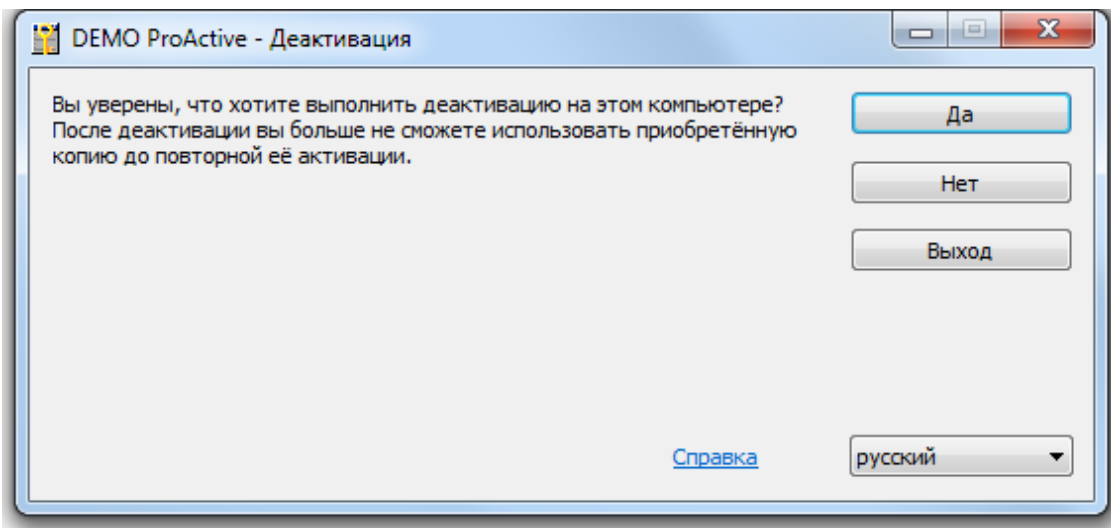 DEMO ProActive - Деактивация
Вы уверены, что хотите выполнить деактивацию на этом компьютере?
После деактивации вы больше не сможете использовать приобретённую
копию до повторной её активации.
Да
Нет
Выход
Справка
русский